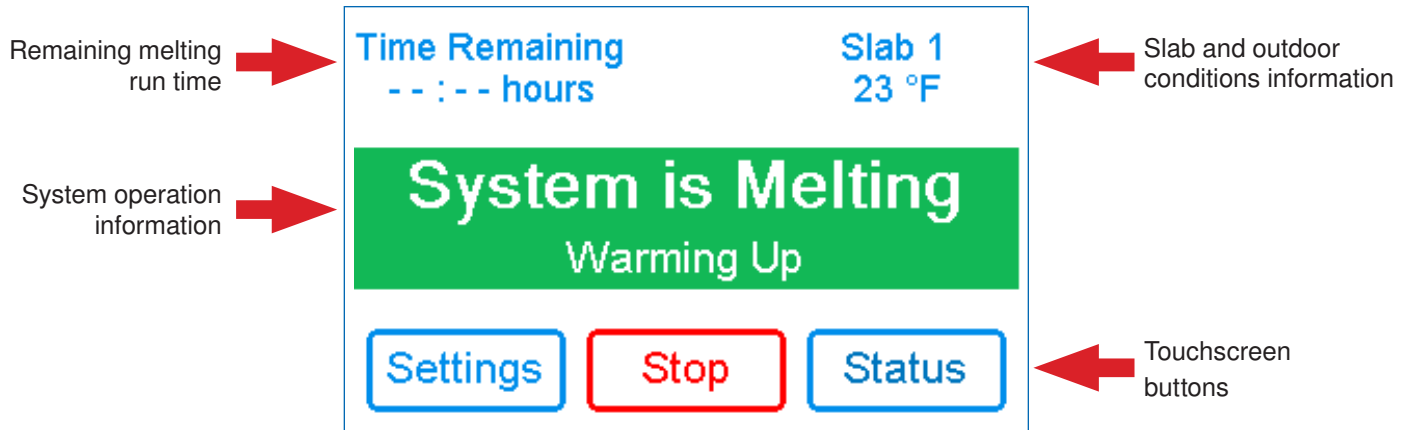 Remaining melting
run time
Time Remaining
- - : - - hours
Slab 1
23 °F
Slab and outdoor
conditions information
System operation
information
System is Melting
Warming Up
Settings
Stop
Status
Touchscreen
buttons